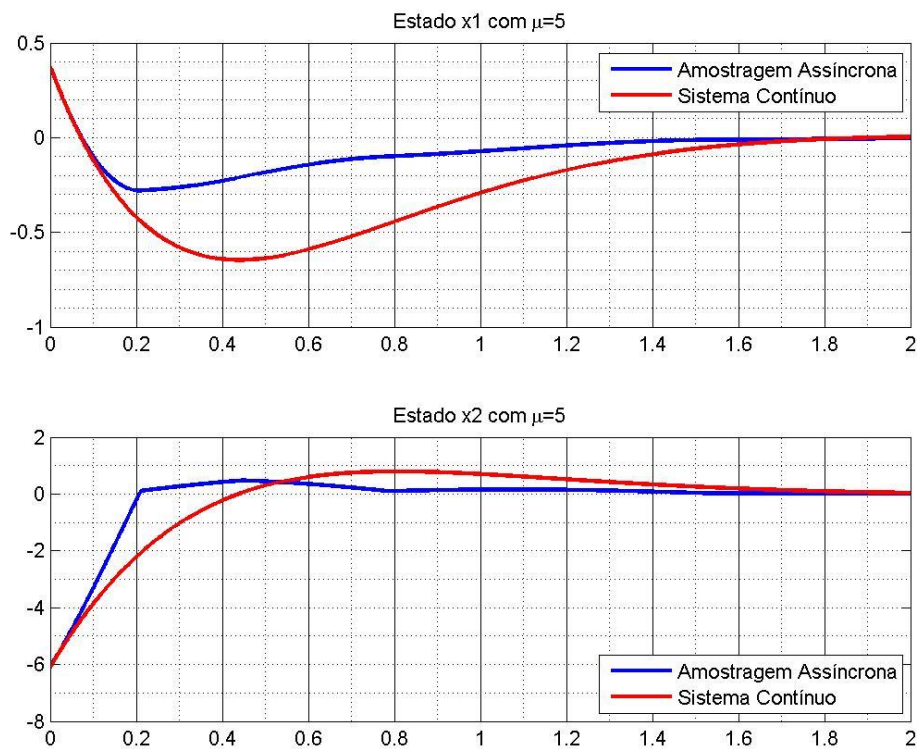 Estado x1 com μ=5
0.5
0
-0.5
-1
Amostragem Assíncrona
Sistema Contínuo
0 0.2 0.4 0.6 0.8 1 1.2 1.4 1.6 1.8 2
Estado x2 com μ=5
2
0
-2
-4
-6
-8
Amostragem Assíncrona
Sistema Contínuo
0 0.2 0.4 0.6 0.8 1 1.2 1.4 1.6 1.8 2